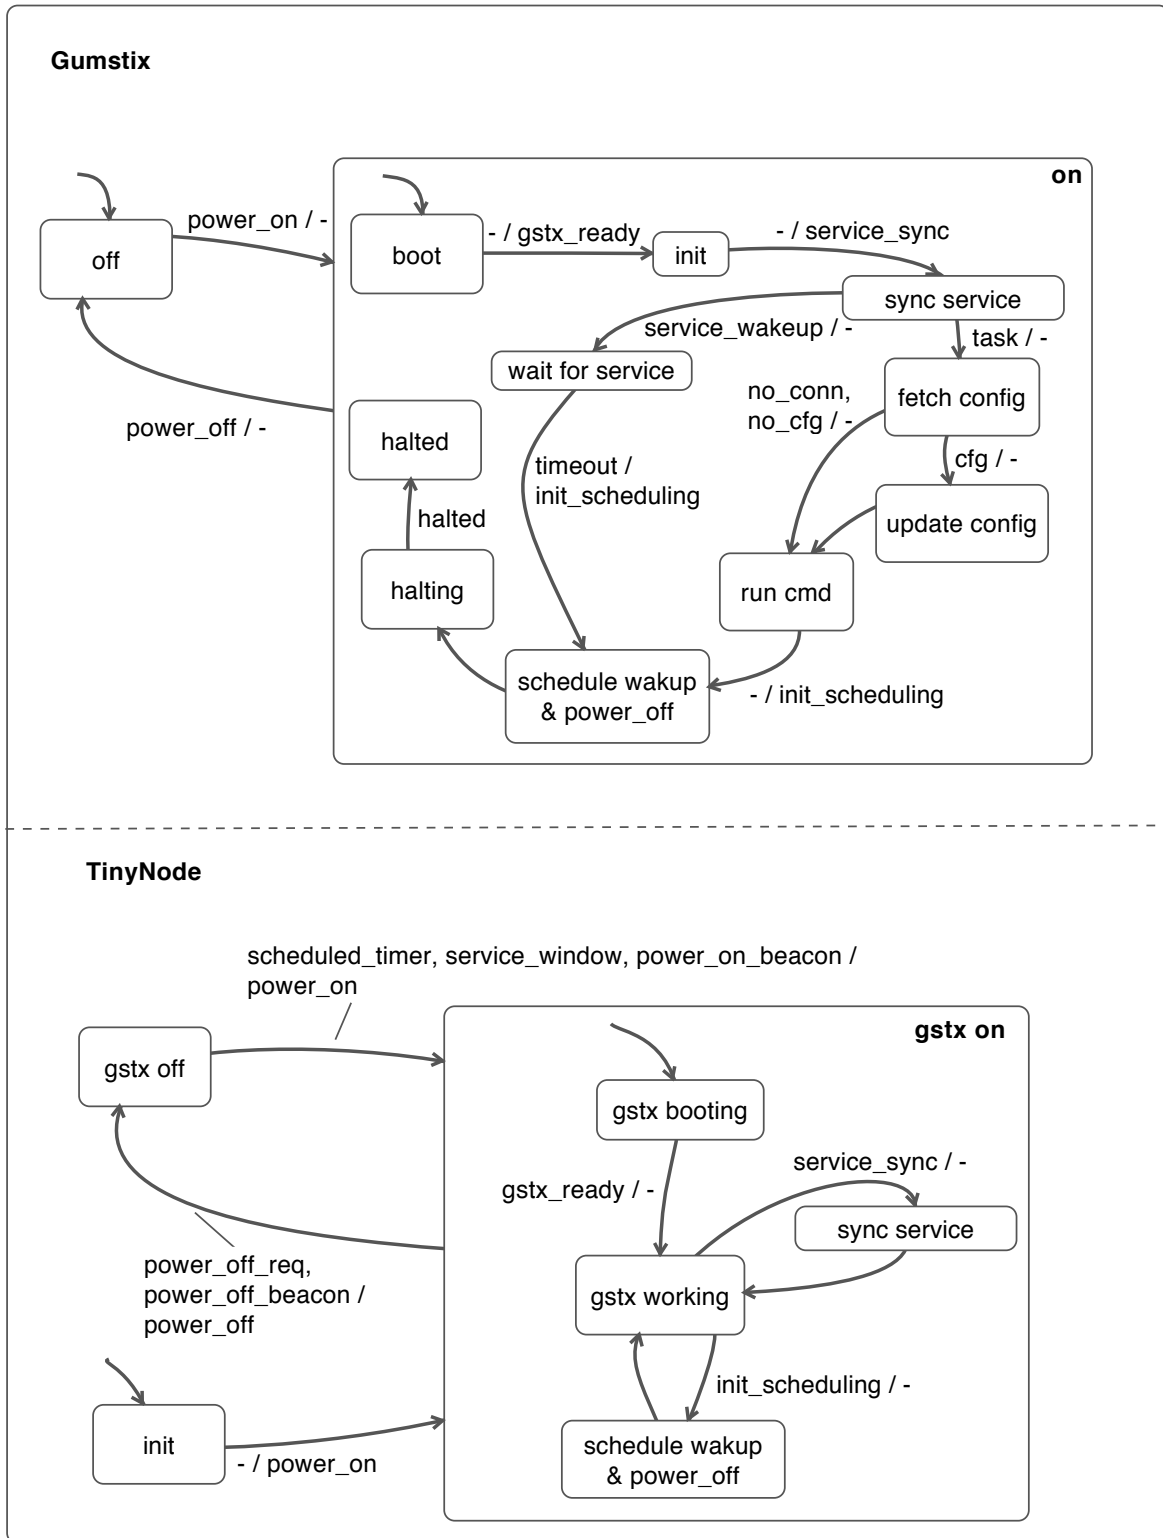 Gumstix
on
power_on / -
- / gstx_ready
- / service_sync
off
boot
init
sync service
service_wakeup / -
task / -
wait for service
no_conn,
no_cfg / -
fetch config
power_off / -
halted
timeout /
init_scheduling
cfg / -
halted
update config
halting
run cmd
schedule wakup
& power_off
- / init_scheduling
TinyNode
scheduled_timer, service_window, power_on_beacon /
power_on
gstx on
gstx off
gstx booting
service_sync / -
gstx_ready / -
sync service
power_off_req,
power_off_beacon /
power_off
gstx working
init_scheduling / -
init
- / power_on
schedule wakup
& power_off